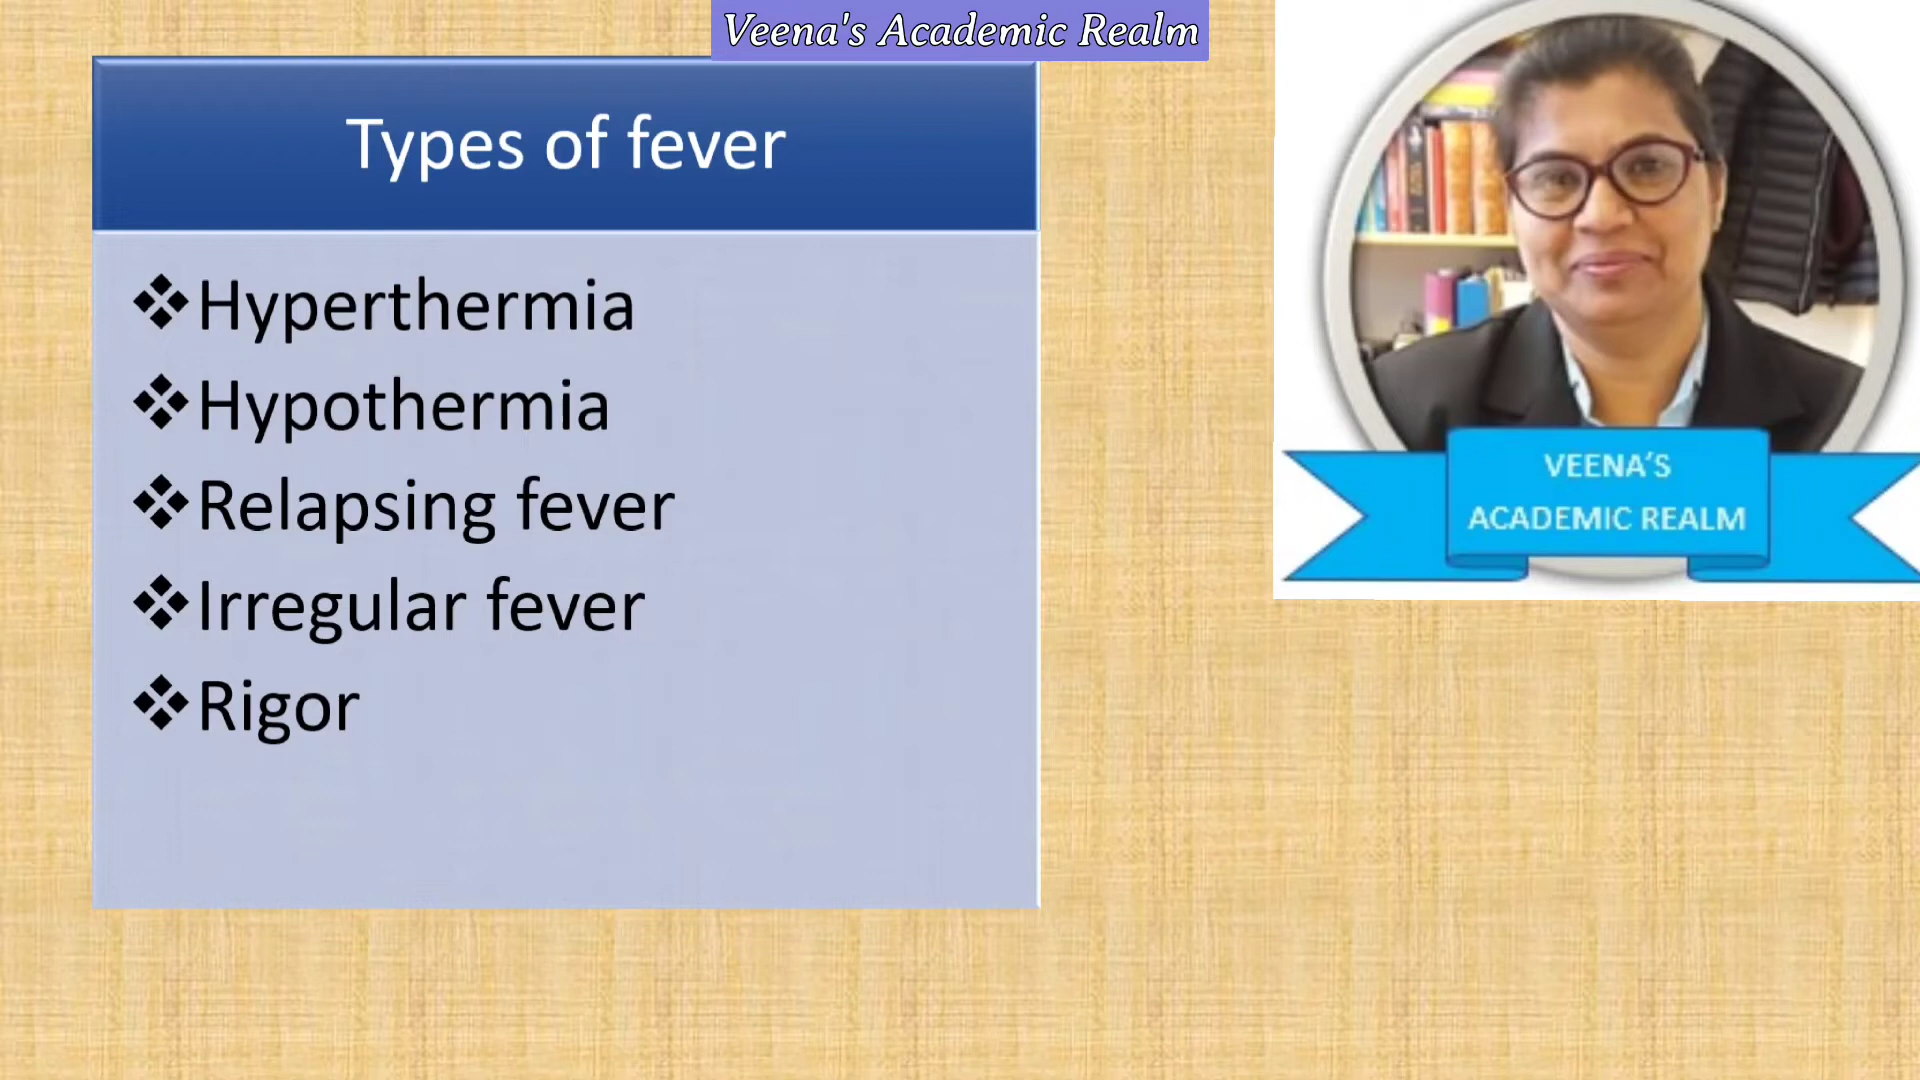 Veena's Academic Realm
Types of fever
❖Hyperthermia
❖Hypothermia
❖Relapsing fever
❖Irregular fever
❖Rigor
VEENA'S
ACADEMIC REALM